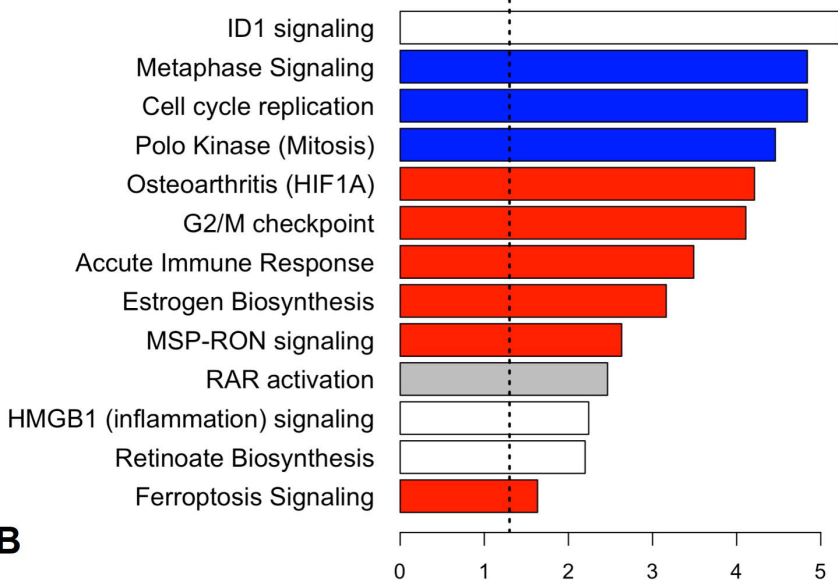 ID1 signaling
Metaphase Signaling
Cell cycle replication
Polo Kinase (Mitosis)
Osteoarthritis (HIF1A)
G2/M checkpoint
Accute Immune Response
Estrogen Biosynthesis
MSP-RON signaling
RAR activation
HMGB1 (inflammation) signaling
Retinoate Biosynthesis
Ferroptosis Signaling
B
0 1 2 3 4 5